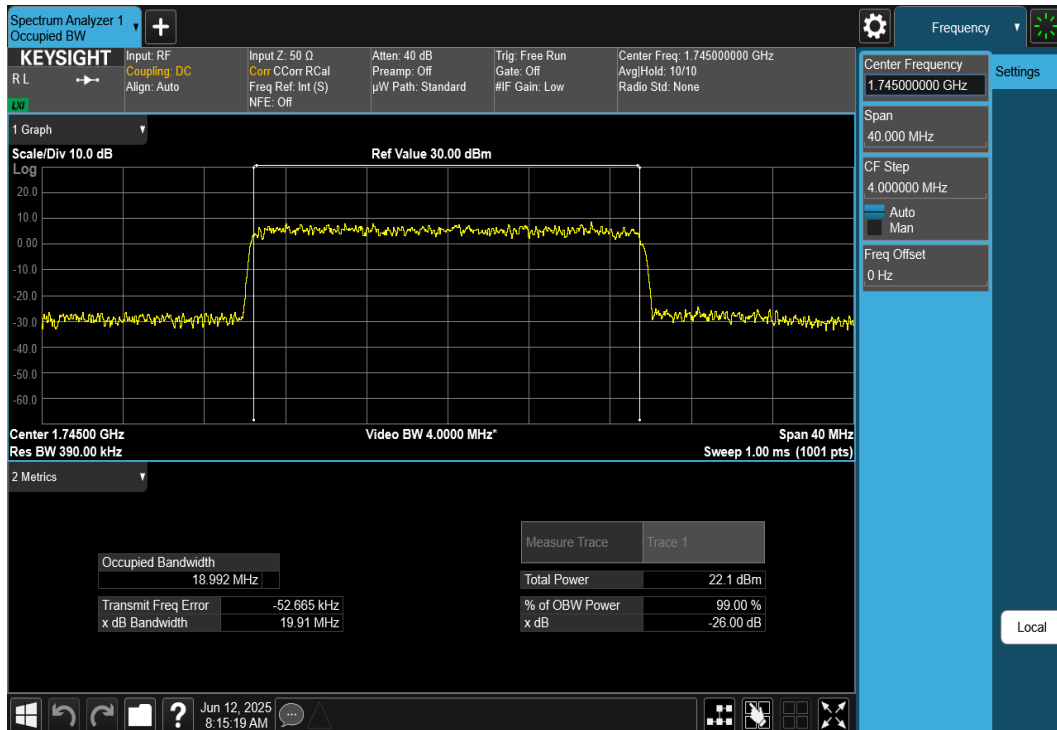 Spectrum Analyzer 1
Occupied BW
+
Frequency
KEYSIGHT
R L
LXI
Input: RF
Coupling: DC
Align: Auto
Input Z: 50 Ω
Corr CCorr RCal
Freq Ref: Int (S)
NFE: Off
Atten: 40 dB
Preamp: Off
µW Path: Standard
Trig: Free Run
Gate: Off
#IF Gain: Low
Center Freq: 1.745000000 GHz
Avg|Hold: 10/10
Radio Std: None
Center Frequency
1.745000000 GHz
Settings
Span
40.000 MHz
CF Step
4.000000 MHz
Auto
Man
Freq Offset
0 Hz
1 Graph
Scale/Div 10.0 dB
Ref Value 30.00 dBm
Log
20.0
10.0
0.00
-10.0
-20.0
-30.0
-40.0
-50.0
-60.0
Center 1.74500 GHz
Video BW 4.0000 MHz*
Span 40 MHz
Res BW 390.00 kHz
Sweep 1.00 ms (1001 pts)
2 Metrics
Measure Trace
Trace 1
Occupied Bandwidth
18.992 MHz
Total Power
22.1 dBm
Transmit Freq Error
-52.665 kHz
% of OBW Power
99.00 %
x dB Bandwidth
19.91 MHz
x dB
-26.00 dB
Local
?
Jun 12, 2025
8:15:19 AM